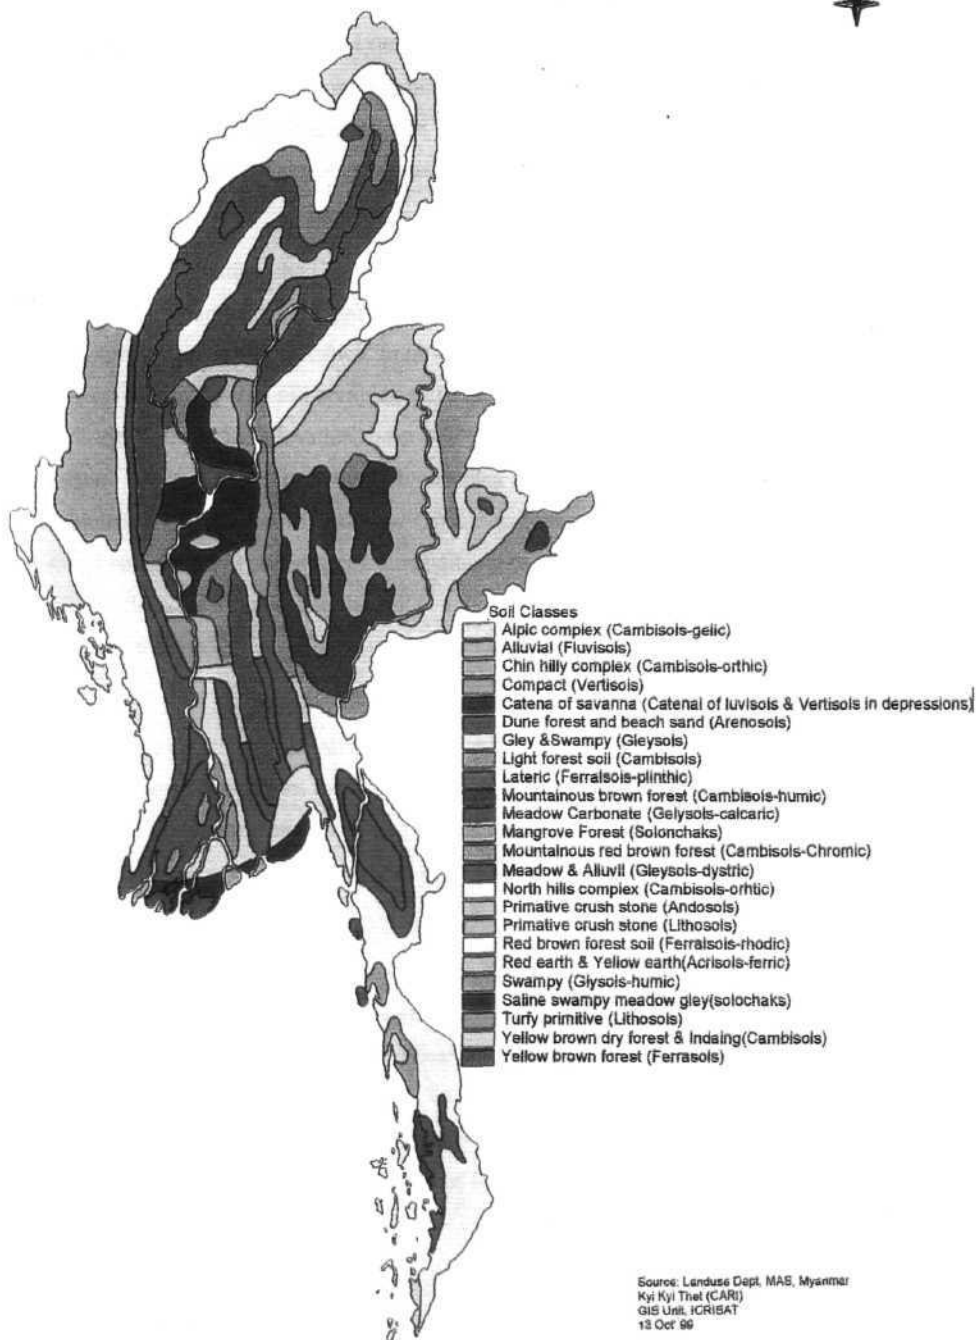 Soil Classes
Alpic complex (Cambisols-gelic)
Alluvial (Fluvisols)
Chin hilly complex (Cambisols-orthic)
Compact (Vertisols)
Catena of savanna (Catenal of luvisols & Vertisols in depressions)
Dune forest and beach sand (Arenosols)
Gley &Swampy (Gleysols)
Light forest soil (Cambisols)
Lateric (Ferralsols-plinthic)
Mountainous brown forest (Cambisols-humic)
Meadow Carbonate (Gelysols-calcaric)
Mangrove Forest (Solonchaks)
Mountainous red brown forest (Cambisols-Chromic)
Meadow & Alluvil (Gleysols-dystric)
North hills complex (Cambisols-orhtic)
Primative crush stone (Andosols)
Primative crush stone (Lithosols)
Red brown forest soil (Ferralsols-rhodic)
Red earth & Yellow earth(Acrisols-ferric)
Swampy (Glysols-humic)
Saline swampy meadow gley(solochaks)
Turfy primitive (Lithosols)
Yellow brown dry forest & Indaing(Cambisols)
Yellow brown forest (Ferrasols)
Source: Landuse Dept, MAS, Myanmar
Kyi Kyi Thet (CARI)
GIS Unit, ICRISAT
13 Oct 99